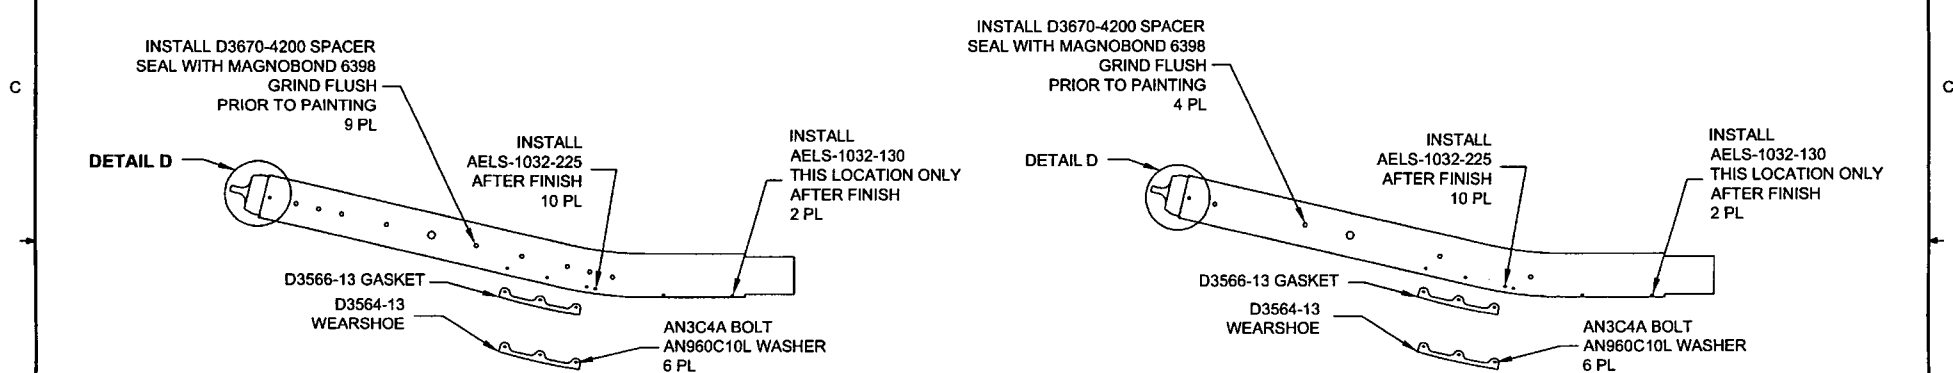 INSTALL D3670-4200 SPACER
SEAL WITH MAGNOBOND 6398
GRIND FLUSH
PRIOR TO PAINTING
9 PL
C
DETAIL D
INSTALL
AELS-1032-225
AFTER FINISH
10 PL
INSTALL
AELS-1032-130
THIS LOCATION ONLY
AFTER FINISH
2 PL
D3566-13 GASKET
D3564-13
WEARSHOE
AN3C4A BOLT
AN960C10L WASHER
6 PL
INSTALL D3670-4200 SPACER
SEAL WITH MAGNOBOND 6398
GRIND FLUSH
PRIOR TO PAINTING
4 PL
DETAIL D
INSTALL
AELS-1032-225
AFTER FINISH
10 PL
INSTALL
AELS-1032-130
THIS LOCATION ONLY
AFTER FINISH
2 PL
D3566-13 GASKET
D3564-13
WEARSHOE
AN3C4A BOLT
AN960C10L WASHER
6 PL
C